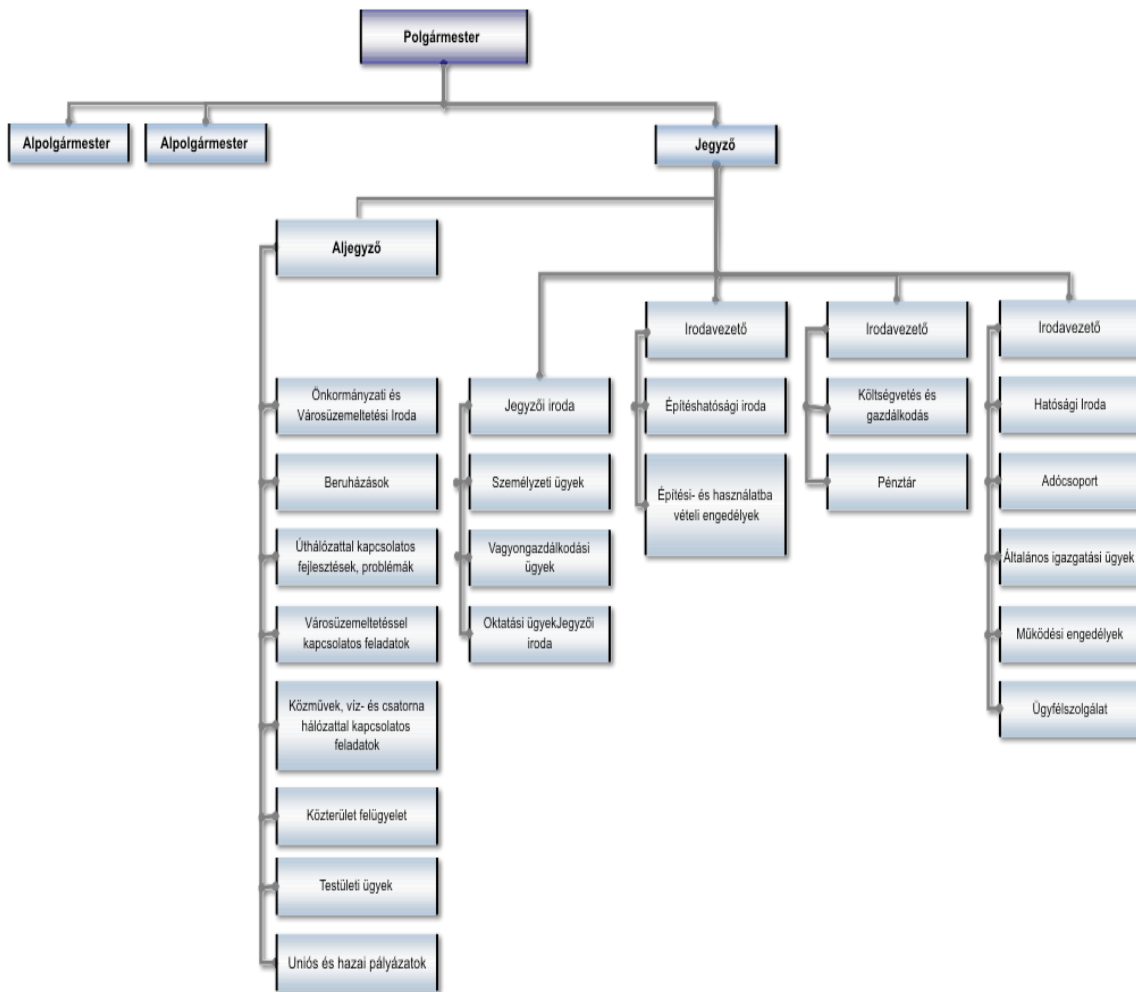 Polgármester
Alpolgármester
Alpolgármester
Jegyző
Aljegyző
Önkormányzati és
Városüzemeltetési Iroda
Beruházások
Úthálózattal kapcsolatos
fejlesztések, problémák
Városüzemeltetéssel
kapcsolatos feladatok
Közművek, víz- és csatorna
hálózattal kapcsolatos
feladatok
Közterület felügyelet
Testületi ügyek
Uniós és hazai pályázatok
Jegyzői iroda
Személyzeti ügyek
Vagyongazdálkodási
ügyek
Oktatási ügyekJegyzői
iroda
Irodavezető
Építéshatósági iroda
Építési- és használatba
vételi engedélyek
Irodavezető
Költségvetés és
gazdálkodás
Pénztár
Irodavezető
Hatósági Iroda
Adócsoport
Általános igazgatási ügyek
Működési engedélyek
Ügyfélszolgálat